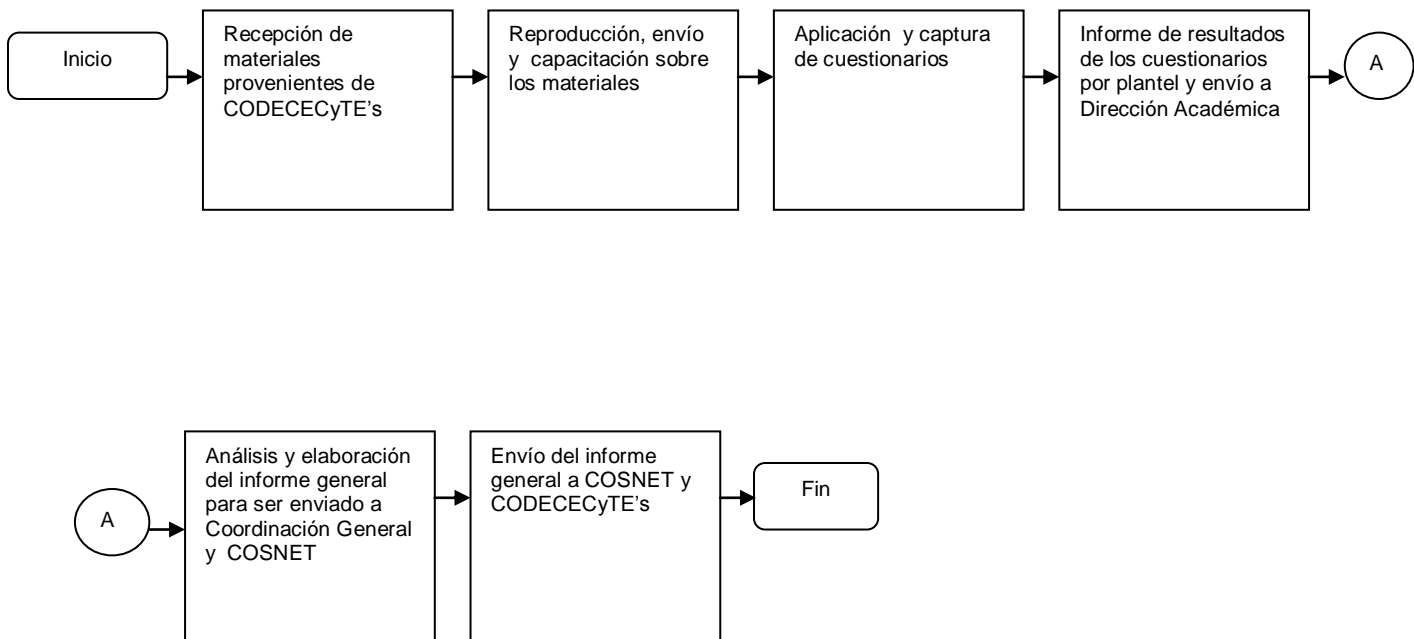 Inicio
Recepción de
materiales
provenientes de
CODECECyTE's
Reproducción, envío
y capacitación sobre
los materiales
Aplicación y captura
de cuestionarios
Informe de resultados
de los cuestionarios
por plantel y envío a
Dirección Académica
A
A
Análisis y elaboración
del informe general
para ser enviado a
Coordinación General
y COSNET
Envío del informe
general a COSNET y
CODECECyTE's
Fin